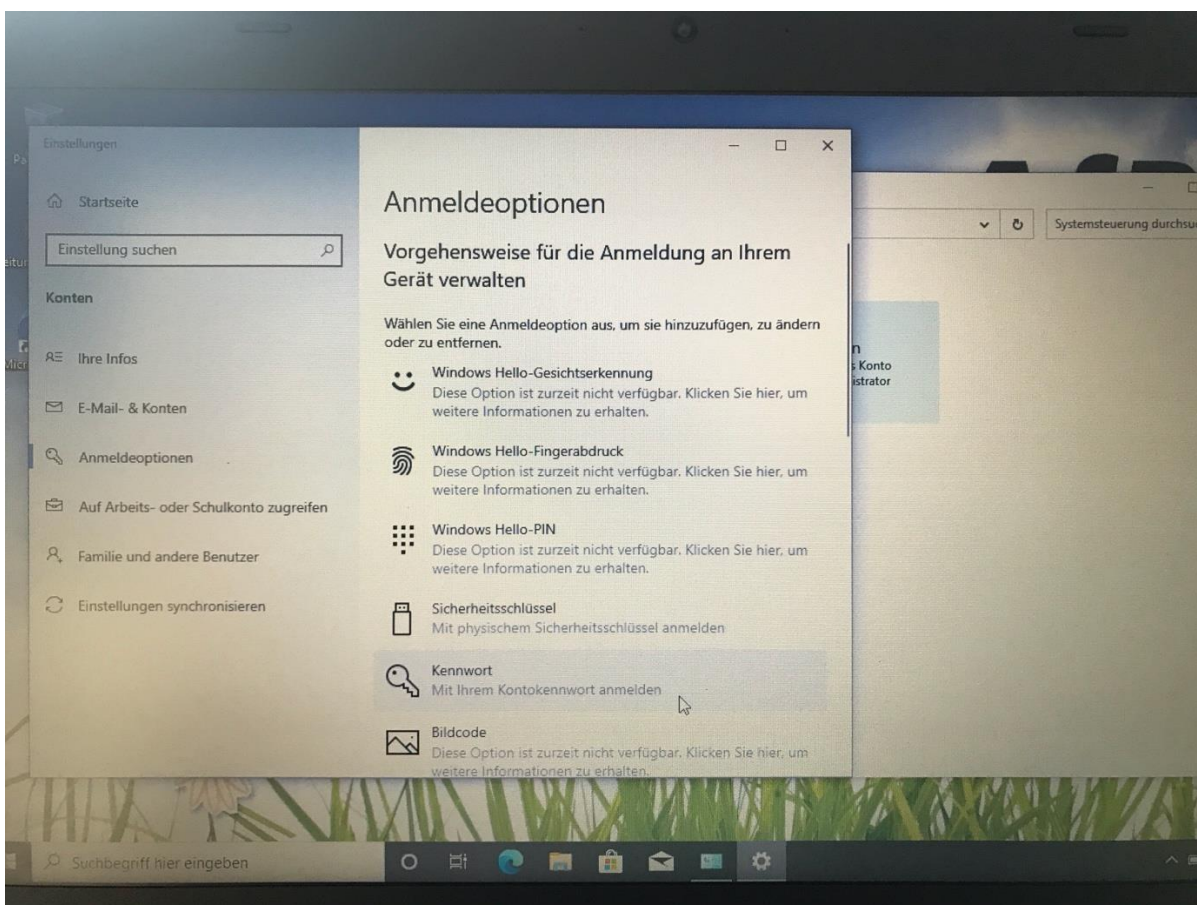 Einstellungen
Startseite
Einstellung suchen
Konten
Ihre Infos
E-Mail- & Konten
Anmeldeoptionen
Auf Arbeits- oder Schulkonto zugreifen
Familie und andere Benutzer
Einstellungen synchronisieren
Anmeldeoptionen
Vorgehensweise für die Anmeldung an Ihrem
Gerät verwalten
Wählen Sie eine Anmeldeoption aus, um sie hinzuzufügen, zu ändern
oder zu entfernen.
Windows Hello-Gesichtserkennung
Diese Option ist zurzeit nicht verfügbar. Klicken Sie hier, um
weitere Informationen zu erhalten.
Windows Hello-Fingerabdruck
Diese Option ist zurzeit nicht verfügbar. Klicken Sie hier, um
weitere Informationen zu erhalten.
Windows Hello-PIN
Diese Option ist zurzeit nicht verfügbar. Klicken Sie hier, um
weitere Informationen zu erhalten.
Sicherheitsschlüssel
Mit physischem Sicherheitsschlüssel anmelden
Kennwort
Mit Ihrem Kontokennwort anmelden
Bildcode
Diese Option ist zurzeit nicht verfügbar. Klicken Sie hier, um
weitere Informationen zu erhalten.
Systemsteuerung durchsu
n
s Konto
istrator
Suchbegriff hier eingeben